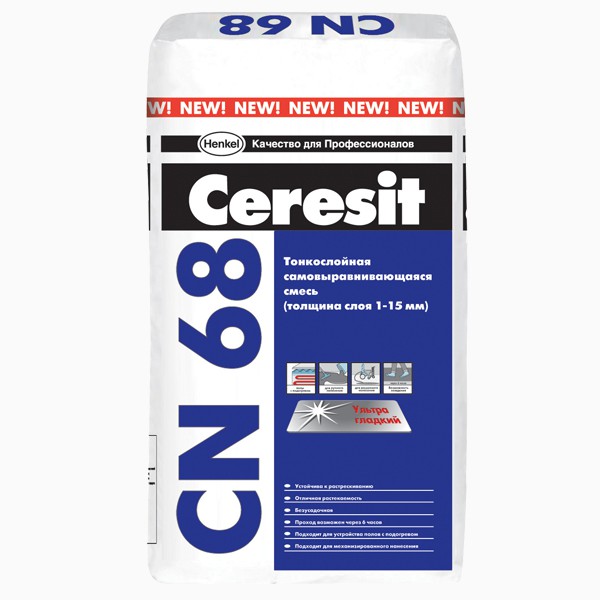 CN 68
W! NEW! NEW! NEW! NEW! NEW! N
Henkel
Качество для Профессионалов
Ceresit
CN 68
Тонкослойная
самовыравнивающаяся
смесь
(толщина слоя 1-15 мм)
Ультра
гладкий
Устойчива к растрескиванию
Отличная растекаемость
Безусадочная
Проход возможен через 6 часов
Подходит для устройства полов с подогревом
Подходит для механизированного нанесения